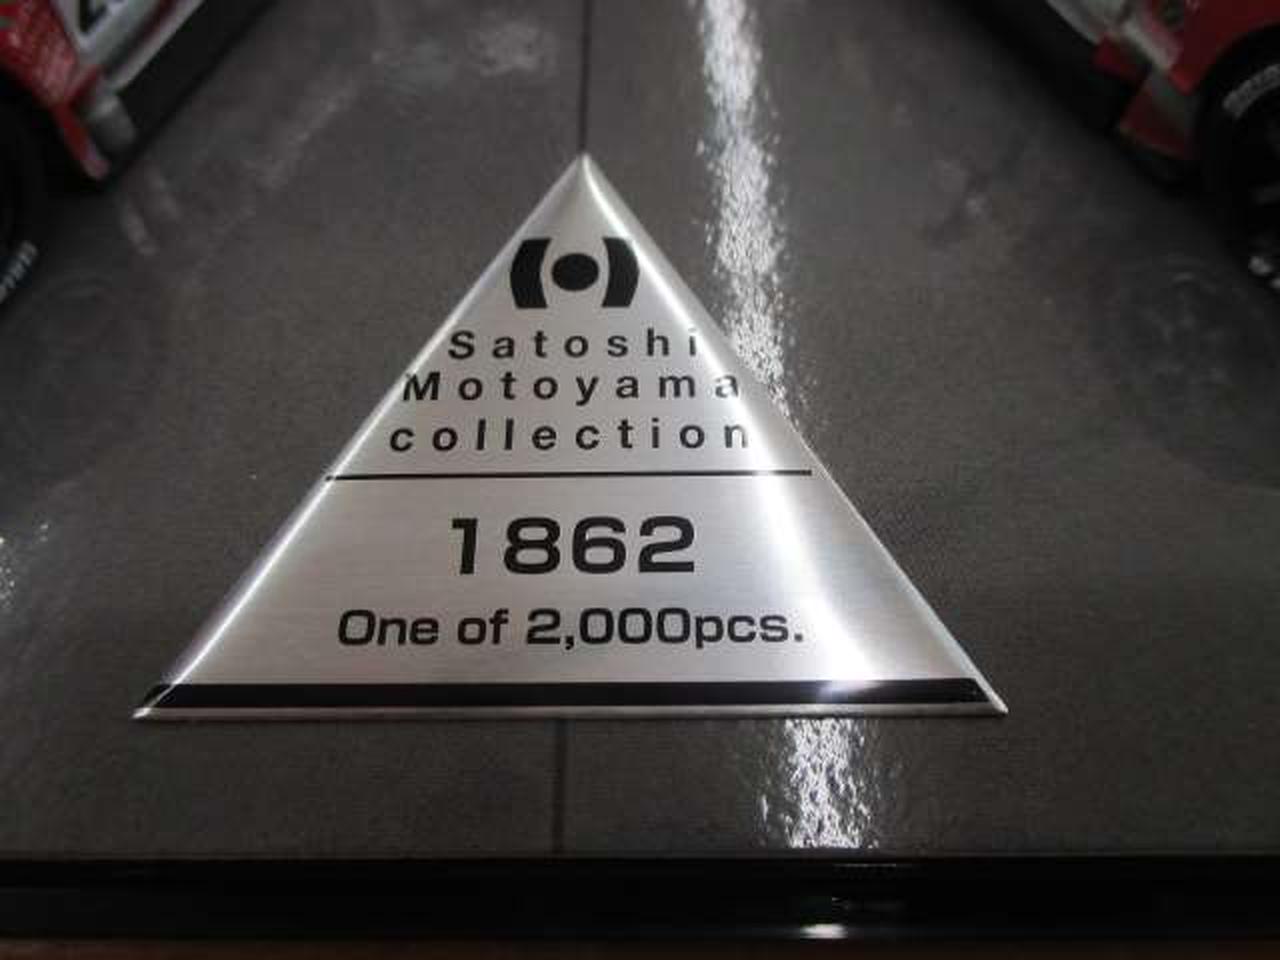 Satoshi
Motoyama
collection
1862
One of 2,000pcs.